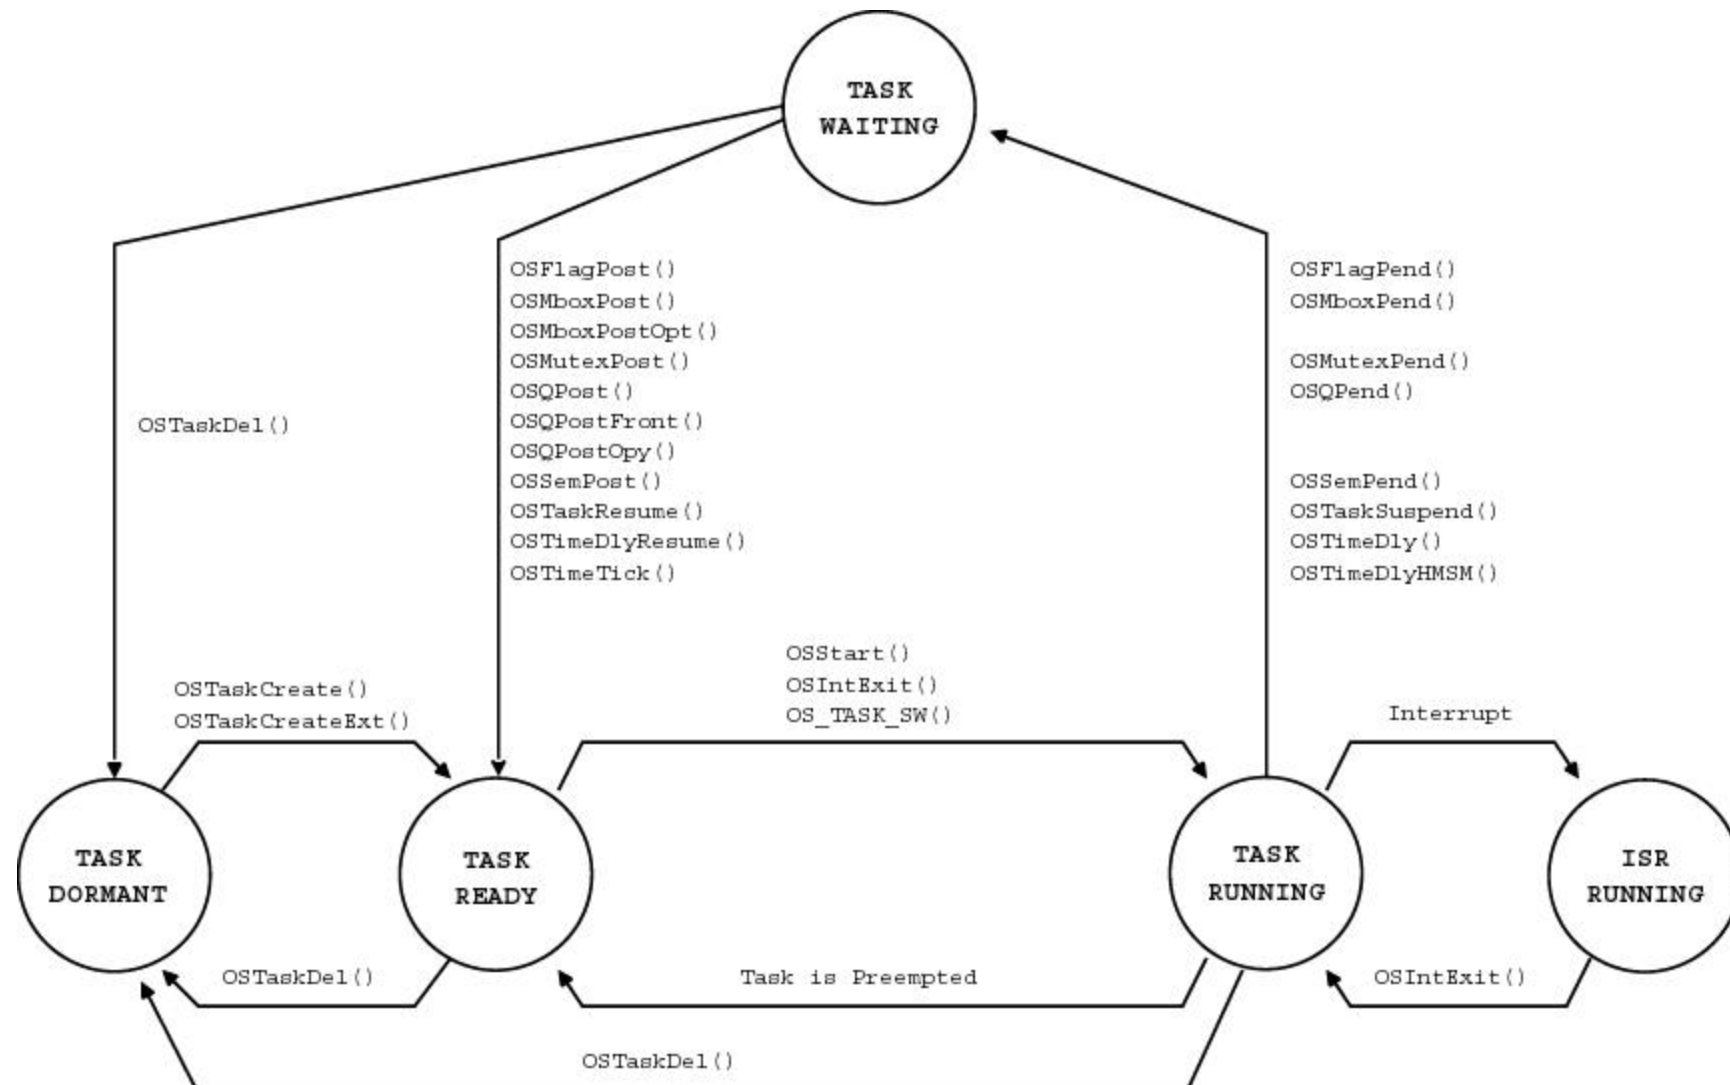 TASK
WAITING
OSFlagPost()
OSMboxPost()
OSMboxPostOpt()
OSMutexPost()
OSQPost()
OSQPostFront()
OSQPostOpy()
OSSemPost()
OSTaskResume()
OSTimeDlyResume()
OSTimeTick()
OSFlagPend()
OSMboxPend()
OSMutexPend()
OSQPend()
OSSemPend()
OSTaskSuspend()
OSTimeDly()
OSTimeDlyHMSM()
OSTaskDel()
OSTaskCreate()
OSTaskCreateExt()
OSStart()
OSIntExit()
OS_TASK_SW()
Interrupt
TASK
DORMANT
TASK
READY
TASK
RUNNING
ISR
RUNNING
OSTaskDel()
Task is Preempted
OSIntExit()
OSTaskDel()